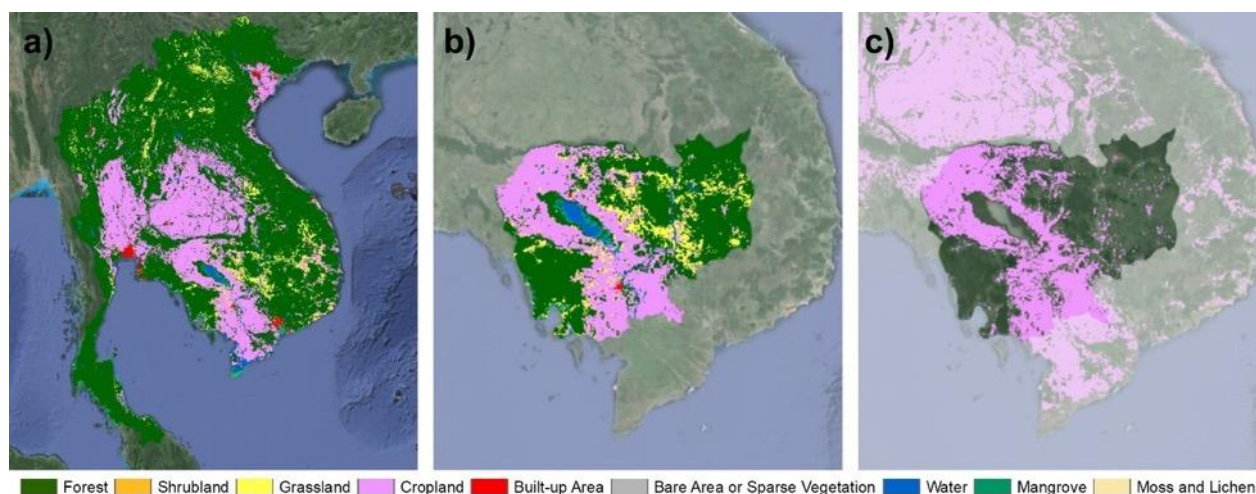 a)
b)
c)
Forest Shrubland Grassland Cropland Built-up Area Bare Area or Sparse Vegetation Water Mangrove Moss and Lichen